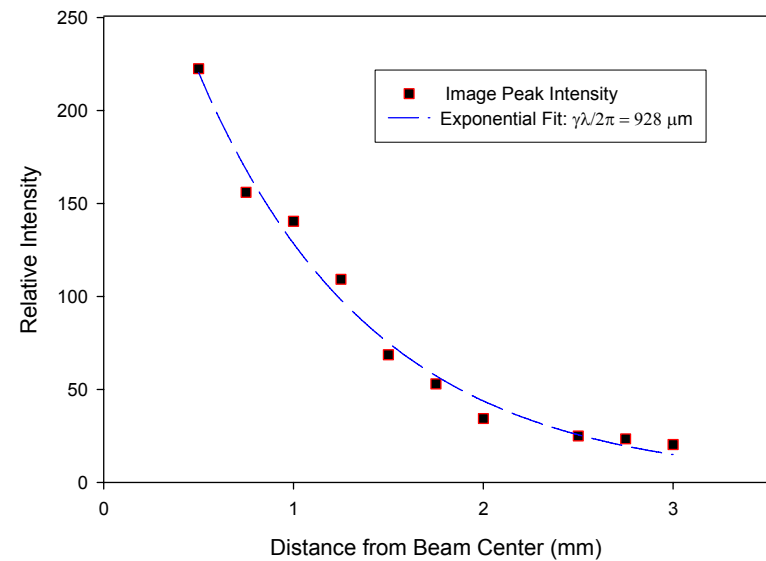 250
200
150
100
50
0
Relative Intensity
Image Peak Intensity
Exponential Fit: γλ/2π = 928 μm
0 1 2 3
Distance from Beam Center (mm)